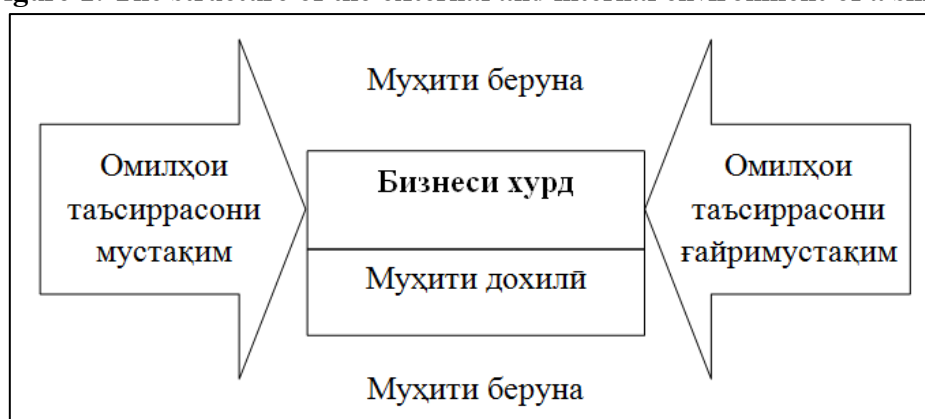 Муҳити беруна
Омилҳои
таъсиррасони
мустақим
Бизнеси хурд
Муҳити дохилӣ
Омилҳои
таъсиррасони
ғайримустақим
Муҳити беруна